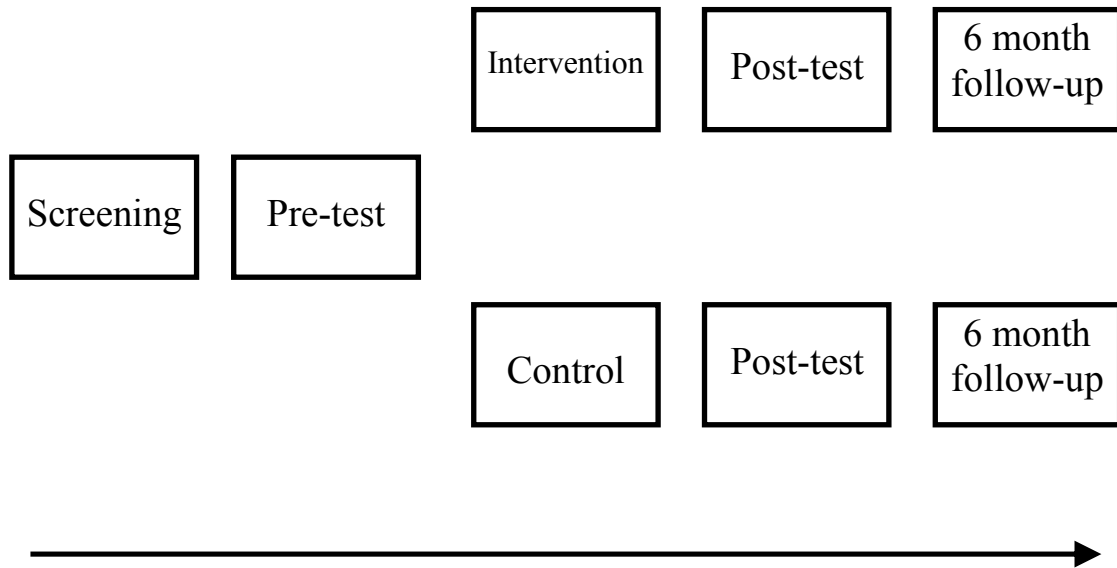 Intervention
Post-test
6 month
follow-up
Screening
Pre-test
Control
Post-test
6 month
follow-up